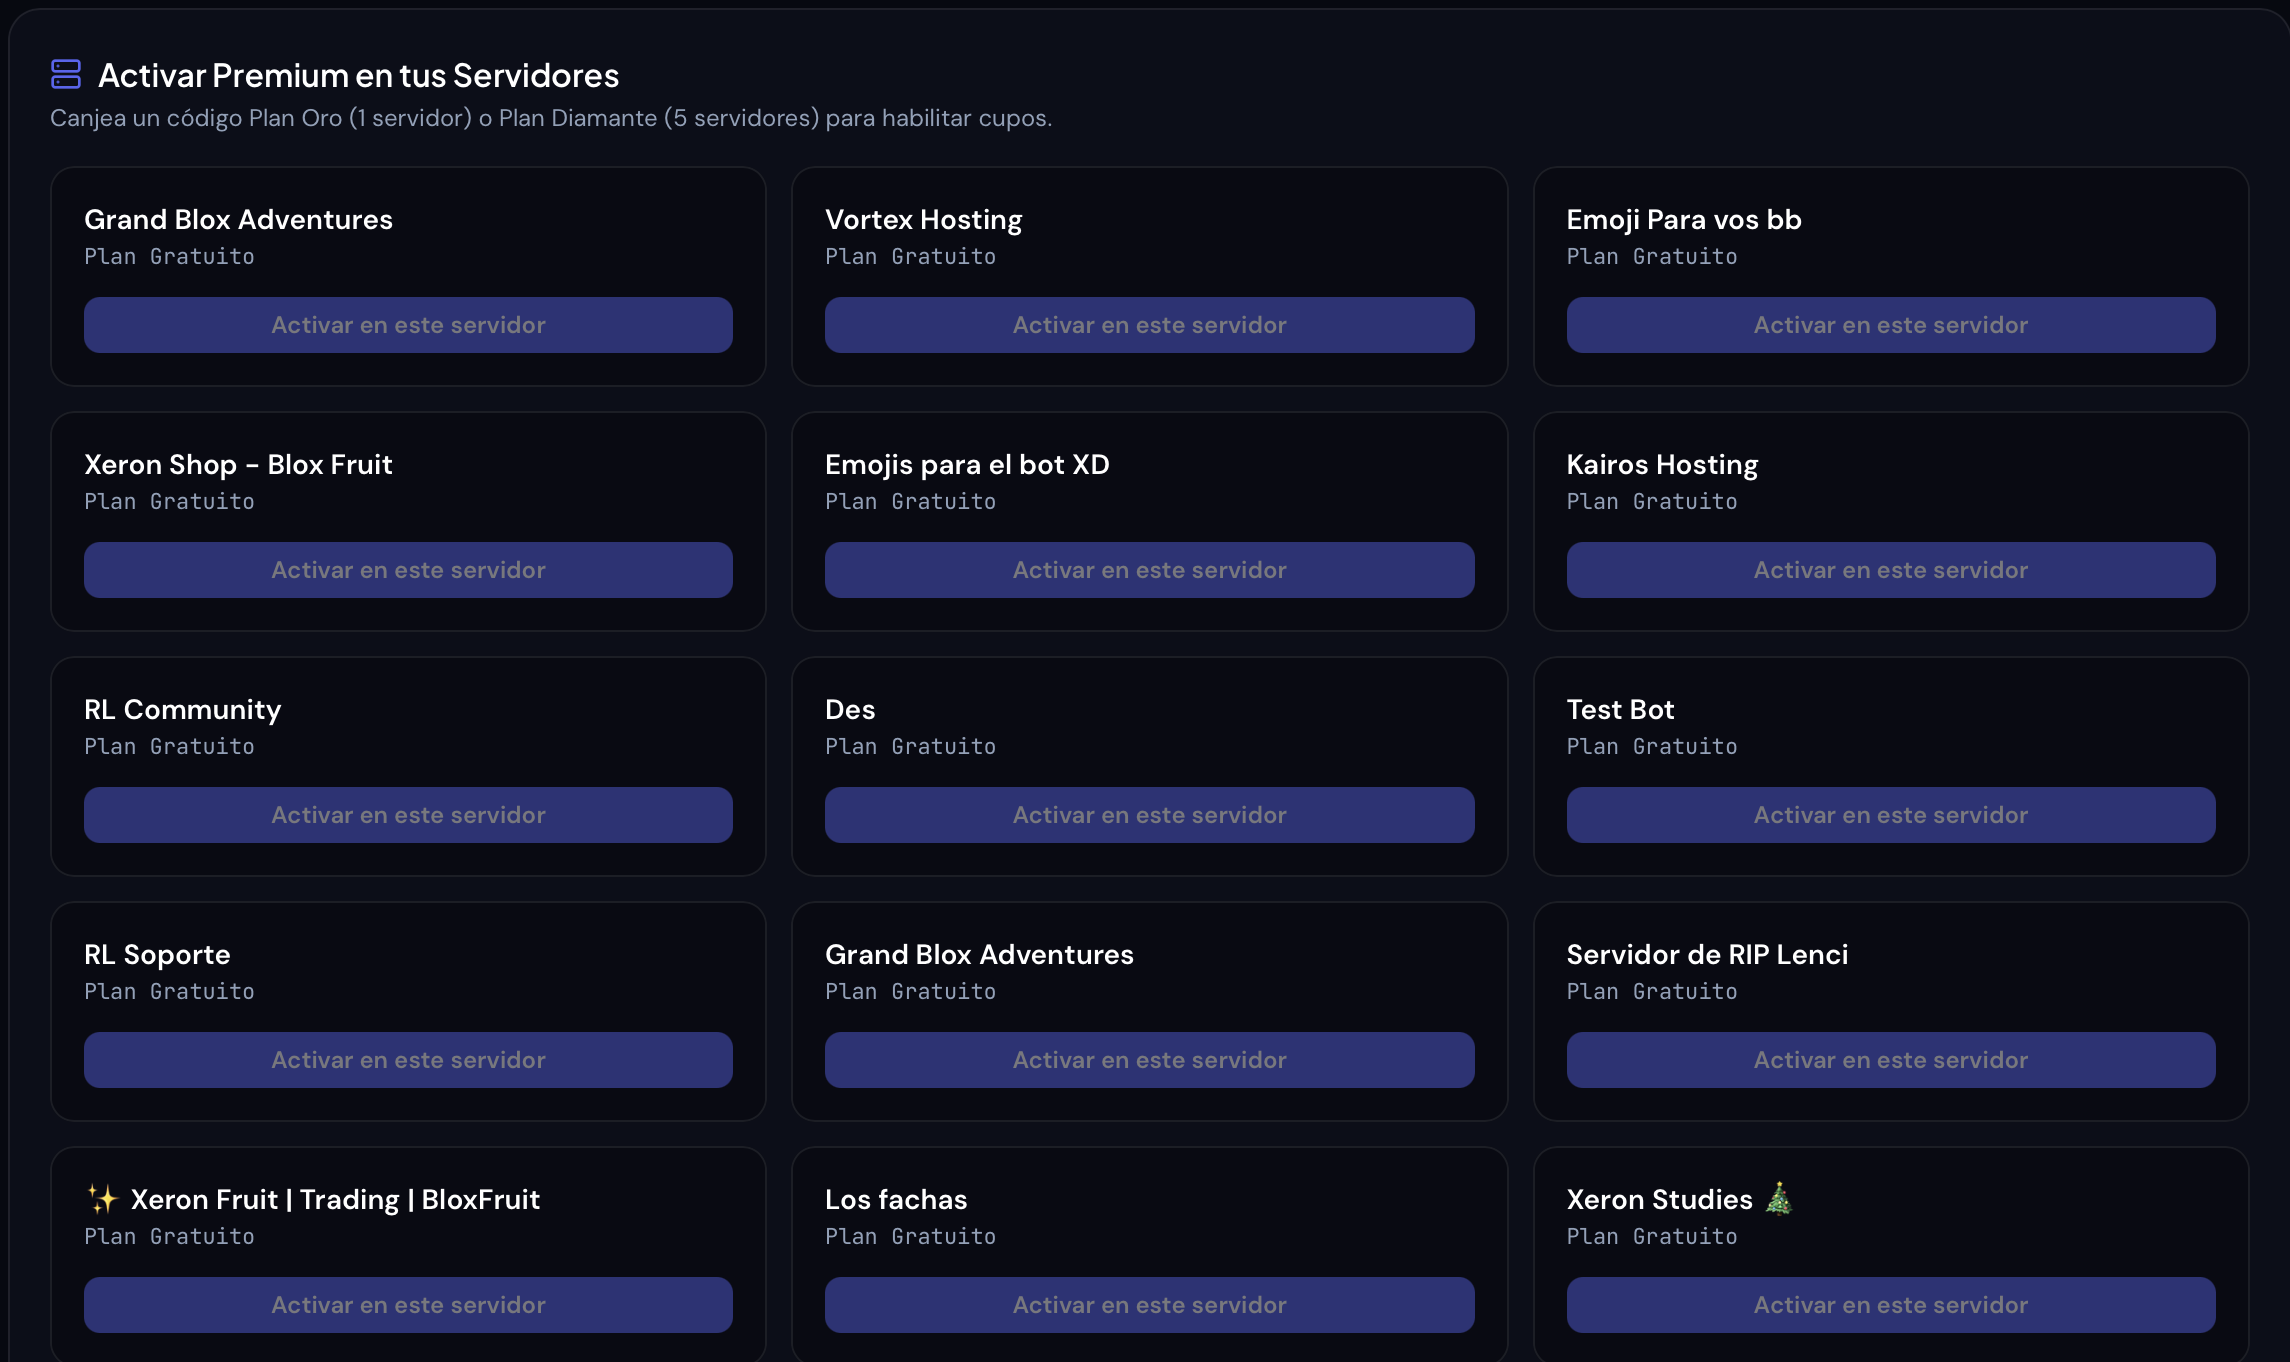 Activar Premium en tus Servidores
Canjea un código Plan Oro (1 servidor) o Plan Diamante (5 servidores) para habilitar cupos.
Grand Blox Adventures
Plan Gratuito
Activar en este servidor
Vortex Hosting
Plan Gratuito
Activar en este servidor
Emoji Para vos bb
Plan Gratuito
Activar en este servidor
Xeron Shop - Blox Fruit
Plan Gratuito
Activar en este servidor
Emojis para el bot XD
Plan Gratuito
Activar en este servidor
Kairos Hosting
Plan Gratuito
Activar en este servidor
RL Community
Plan Gratuito
Activar en este servidor
Des
Plan Gratuito
Activar en este servidor
Test Bot
Plan Gratuito
Activar en este servidor
RL Soporte
Plan Gratuito
Activar en este servidor
Grand Blox Adventures
Plan Gratuito
Activar en este servidor
Servidor de RIP Lenci
Plan Gratuito
Activar en este servidor
✨ Xeron Fruit | Trading | BloxFruit
Plan Gratuito
Activar en este servidor
Los fachas
Plan Gratuito
Activar en este servidor
Xeron Studies 🎄
Plan Gratuito
Activar en este servidor